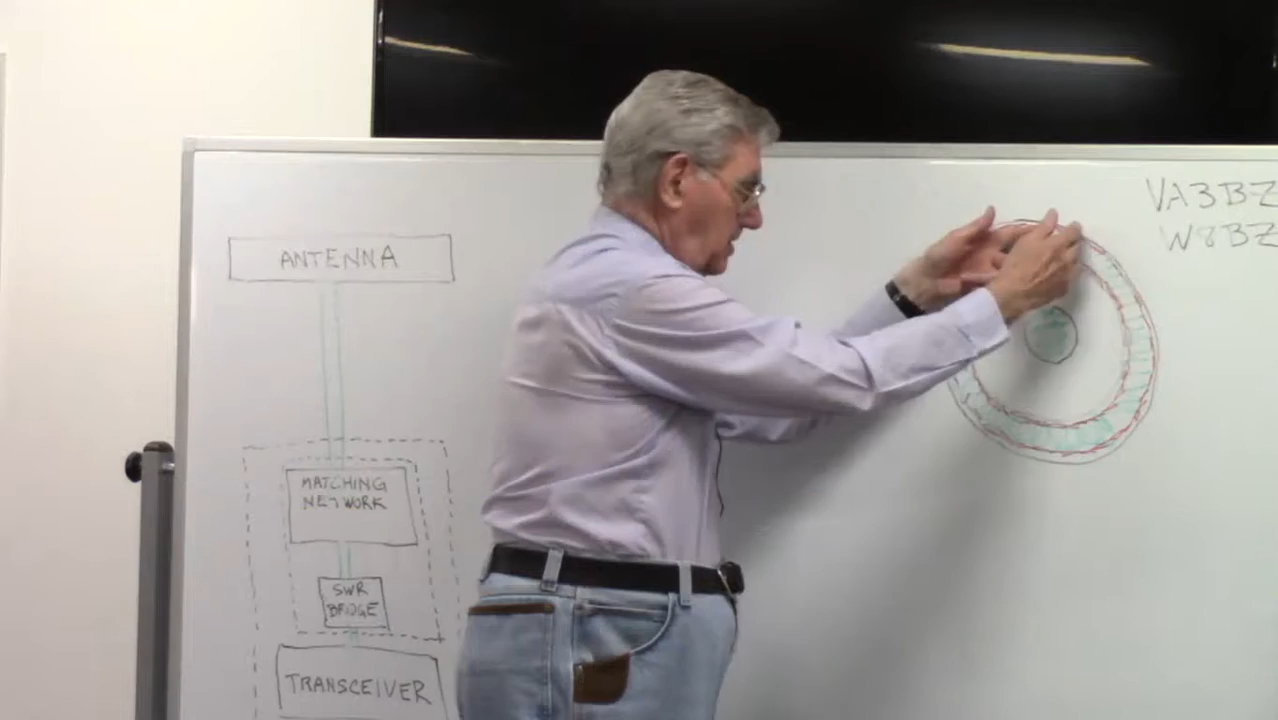 ANTENNA
MATCHING
NETWORK
SWR
BRIDGE
TRANSCEIVER
VA3BZ
W8BZ